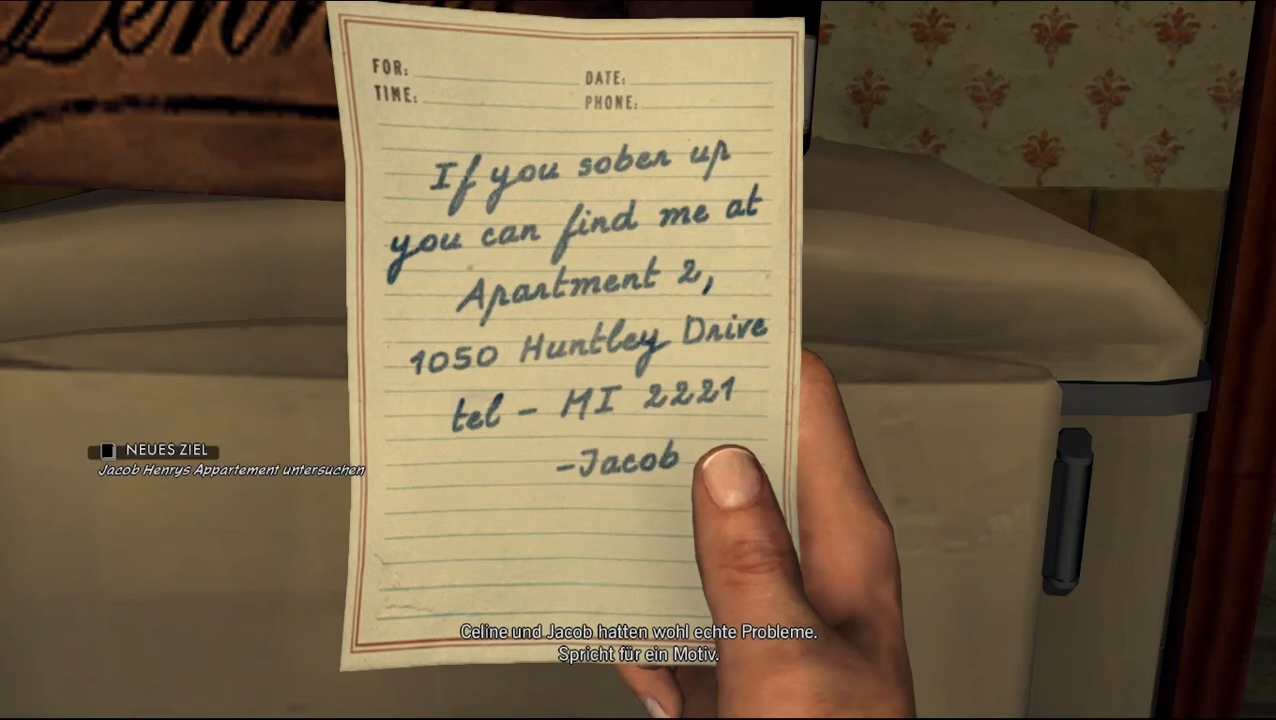 FOR:
DATE:
TIME:
PHONE:
If you sober up
you can find me at
Apartment 2,
1050 Huntley Drive
tel - MI 2221
-Jacob
NEUES ZIEL
Jacob Henrys Appartement untersuchen
Celine und Jacob hatten wohl echte Probleme.
Spricht für ein Motiv.